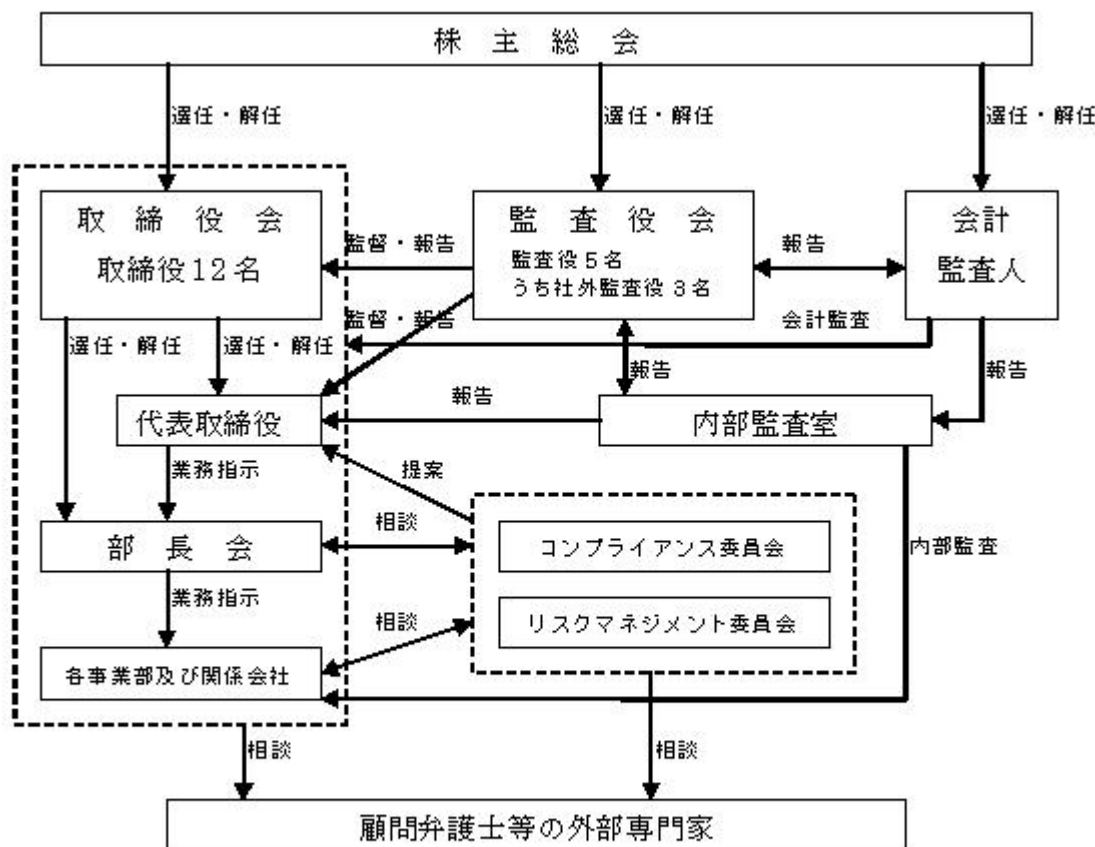 株主総会
選任・解任
選任・解任
選任・解任
取締役会
取締役12名
監査役会
監査役5名
うち社外監査役3名
会計
監査人
監督・報告
報告
監督・報告
会計監査
選任・解任
選任・解任
報告
報告
報告
代表取締役
内部監査室
業務指示
提案
部長会
相談
コンプライアンス委員会
内部監査
業務指示
相談
リスクマネジメント委員会
各事業部及び関係会社
相談
相談
顧問弁護士等の外部専門家